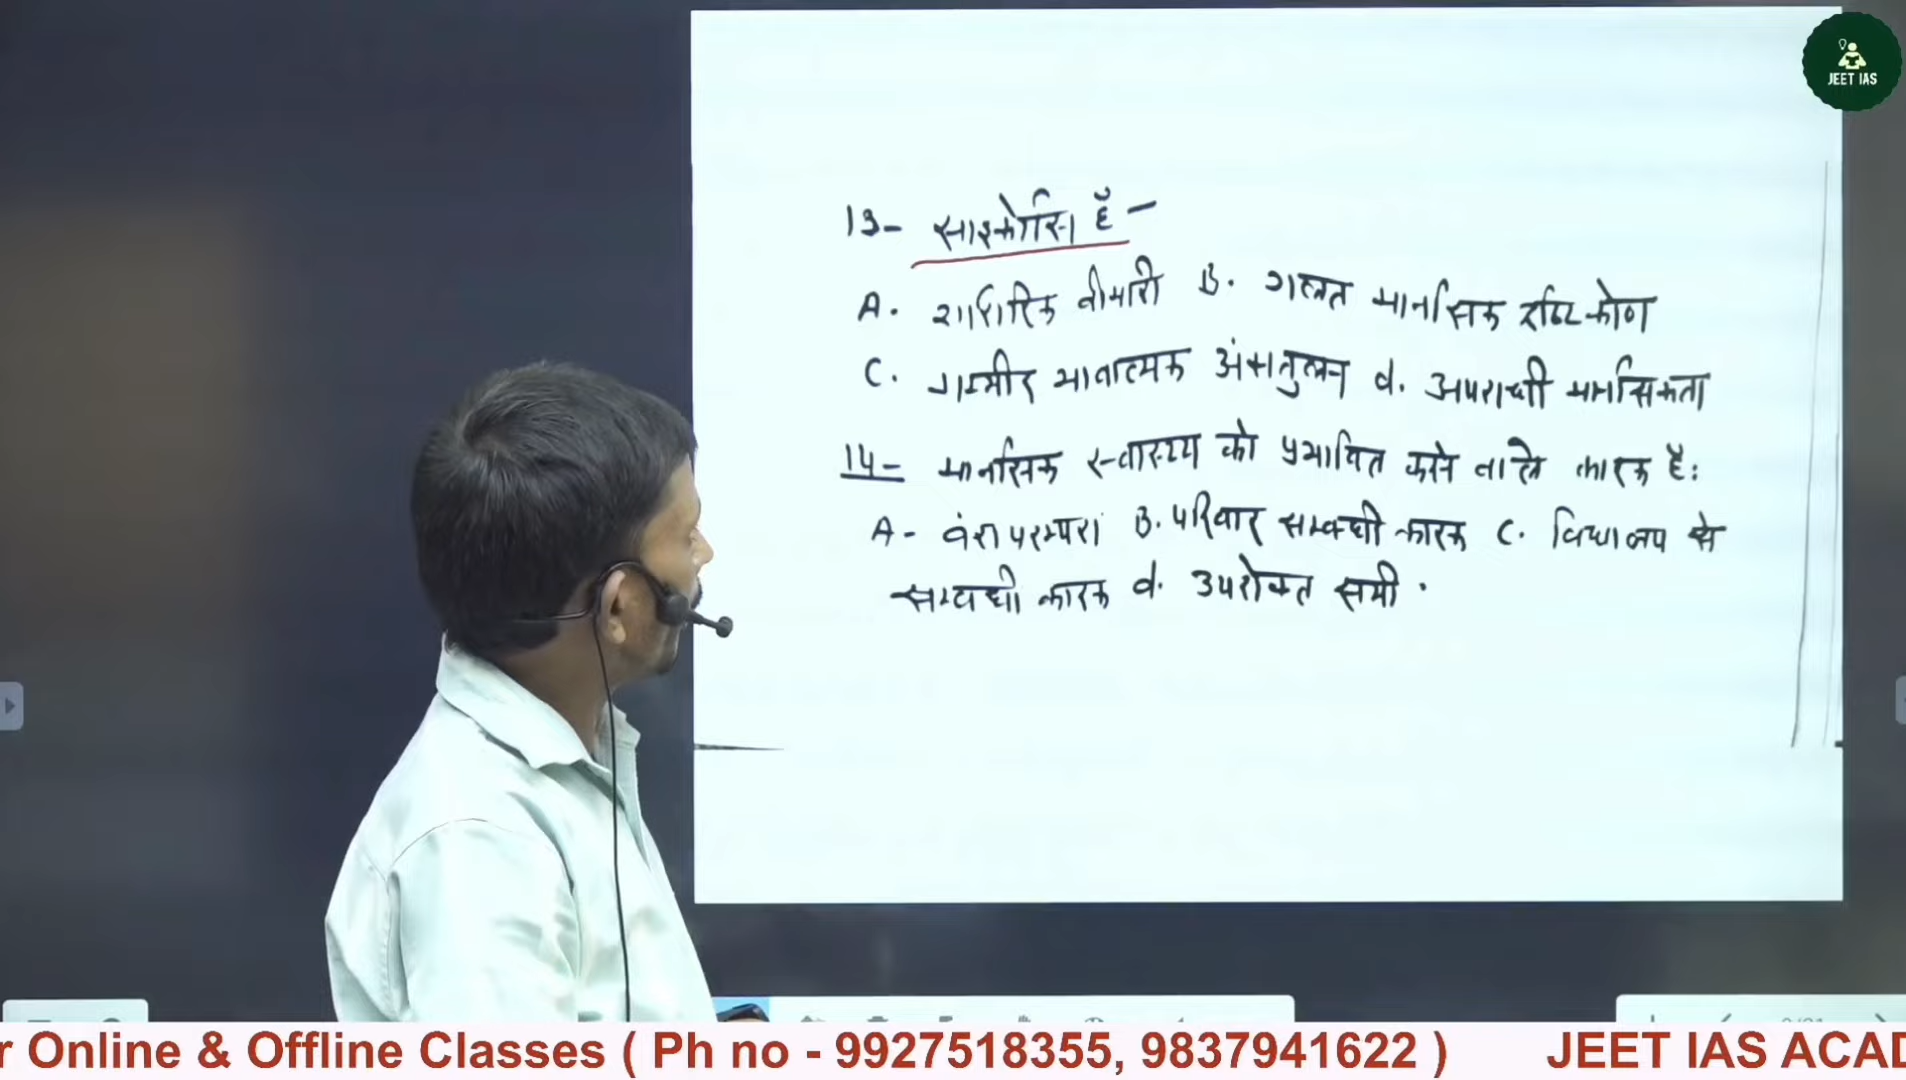 JEET IAS
13- साइकोसि है -
A. शारिरिक बीमारी B. गलत मानसिक दृष्टिकोण
C. गम्भीर भावात्मक अंसतुलन d. अपराधी मानसिकता
14- मानसिक स्वास्थ्य को प्रभावित करने वाले कारक है:
A- वंश परम्परा B. परिवार सम्बन्धी कारक C. विद्यालय से
सम्बन्धी कारक d. उपरोक्त सभी .
r Online & Offline Classes ( Ph no - 9927518355, 9837941622 ) JEET IAS ACAD